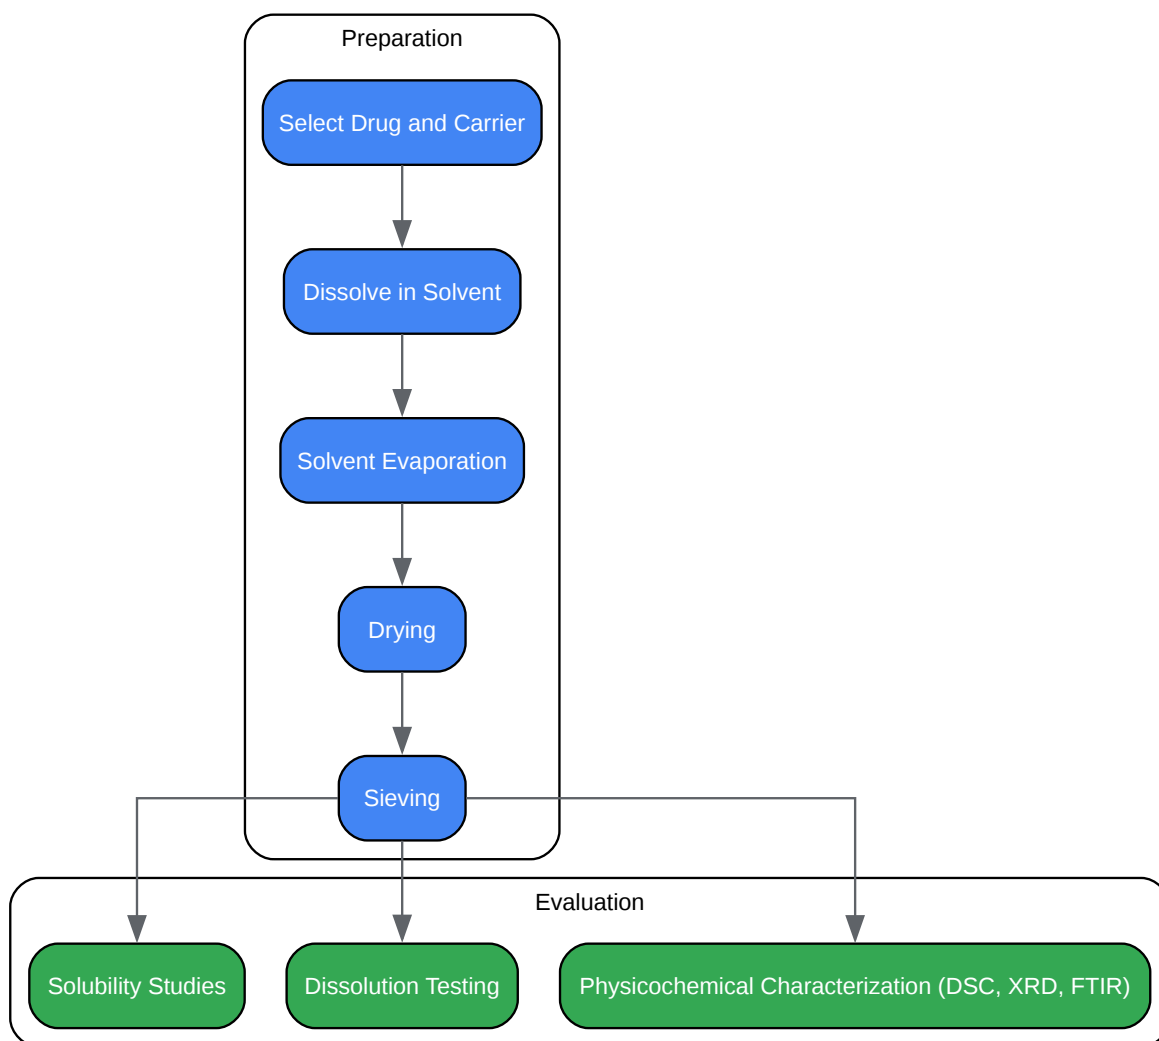 Preparation
Select Drug and Carrier
Dissolve in Solvent
Solvent Evaporation
Drying
Sieving
Evaluation
Solubility Studies
Dissolution Testing
Physicochemical Characterization (DSC, XRD, FTIR)